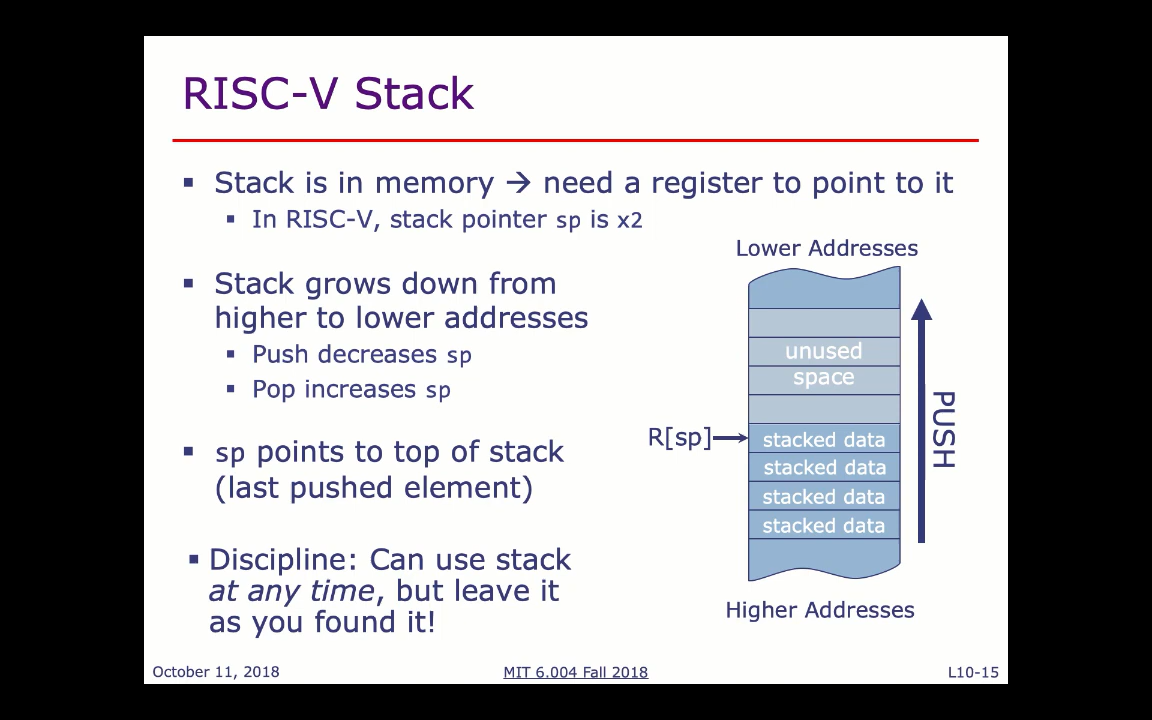 RISC-V Stack
▪ Stack is in memory → need a register to point to it
▪ In RISC-V, stack pointer sp is x2
▪ Stack grows down from
higher to lower addresses
▪ Push decreases sp
▪ Pop increases sp
▪ sp points to top of stack
(last pushed element)
▪ Discipline: Can use stack
at any time, but leave it
as you found it!
Lower Addresses
unused
space
R[sp]
stacked data
stacked data
stacked data
stacked data
PUSH
Higher Addresses
October 11, 2018
MIT 6.004 Fall 2018
L10-15